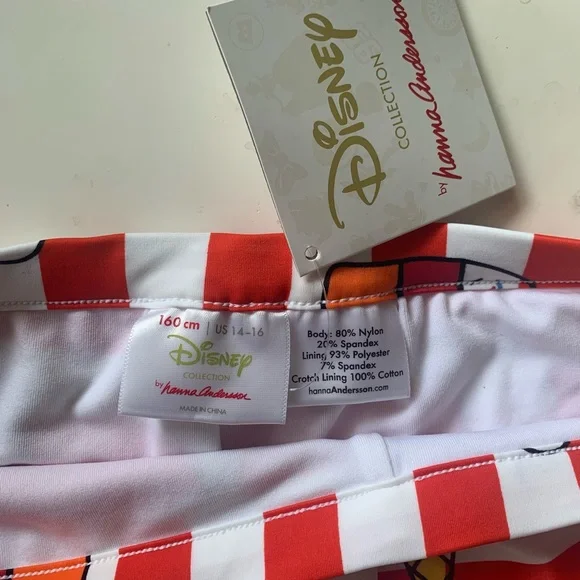 Disney
COLLECTION
by hanna Andersson
160 cm | US 14-16
Disney
COLLECTION
by hanna Andersson
MADE IN CHINA
Body: 80% Nylon
20% Spandex
Lining, 93% Polyester
7% Spandex
Crotch Lining 100% Cotton
hannaAndersson.com